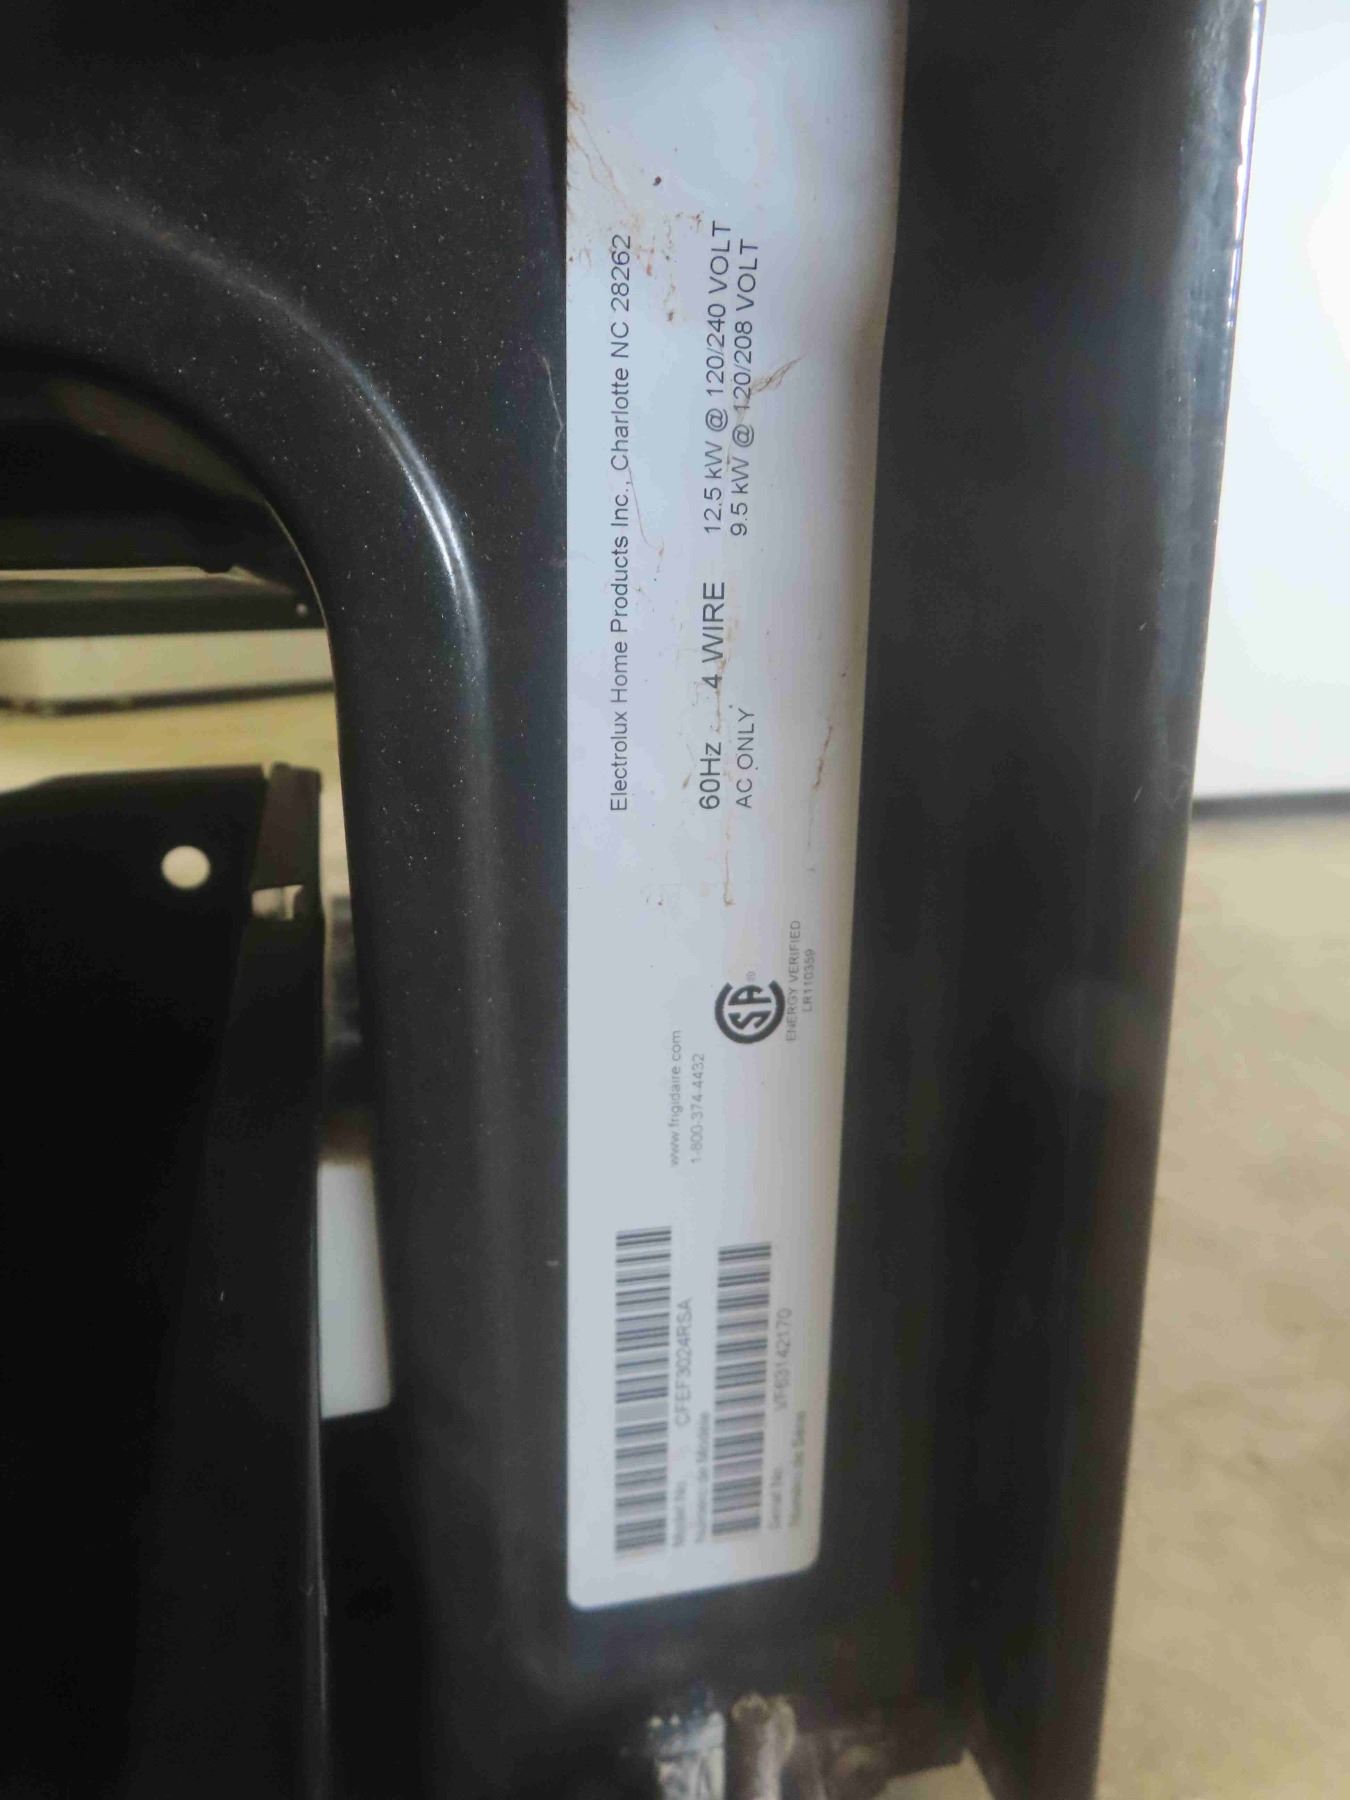 Electrolux Home Products Inc., Charlotte NC 28262
60Hz 4 WIRE 12.5 kW @ 120/240 VOLT
AC ONLY 9.5 kW @ 120/208 VOLT
www.frigidaire.com
1-800-374-4432
SA®
ENERGY VERIFIED
LR110359
Model No. CFEF3024RSA
Numéro de Modèle
Serial No. VF63142170
Numéro de Série